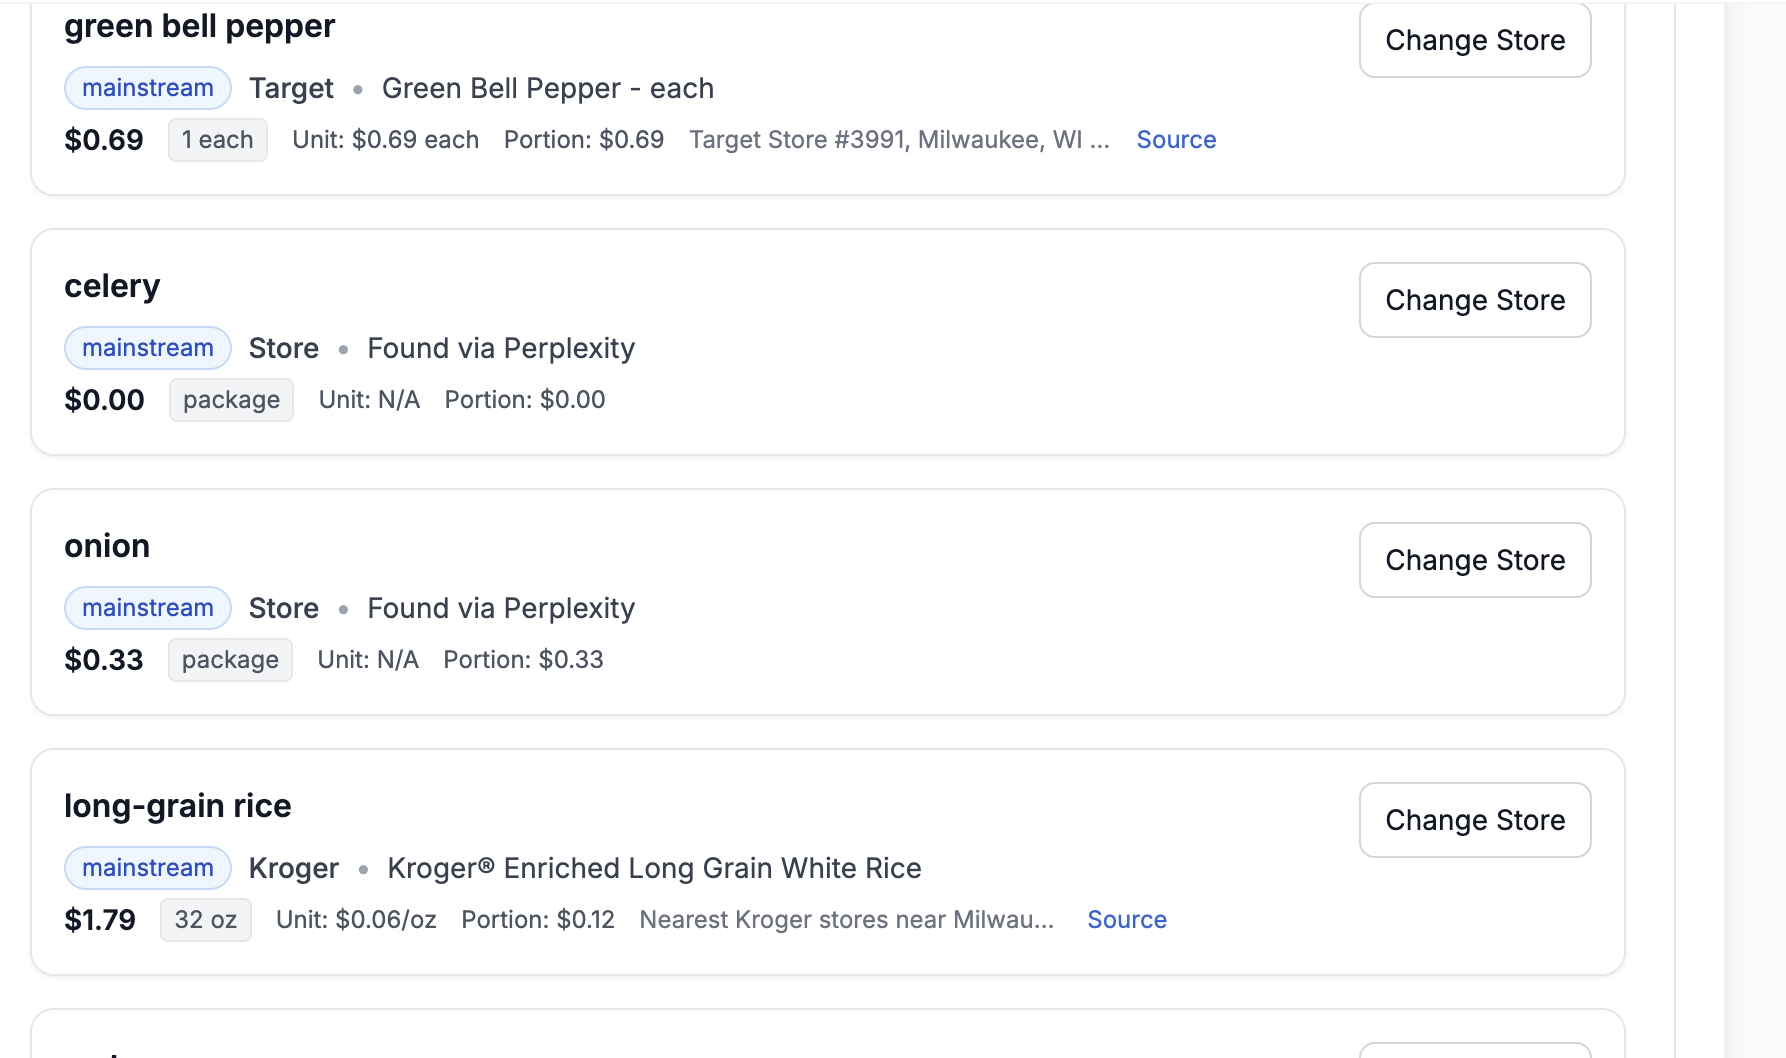 green bell pepper
Change Store
mainstream Target • Green Bell Pepper - each
$0.69 1 each Unit: $0.69 each Portion: $0.69 Target Store #3991, Milwaukee, WI ... Source
celery
Change Store
mainstream Store • Found via Perplexity
$0.00 package Unit: N/A Portion: $0.00
onion
Change Store
mainstream Store • Found via Perplexity
$0.33 package Unit: N/A Portion: $0.33
long-grain rice
Change Store
mainstream Kroger • Kroger® Enriched Long Grain White Rice
$1.79 32 oz Unit: $0.06/oz Portion: $0.12 Nearest Kroger stores near Milwau... Source